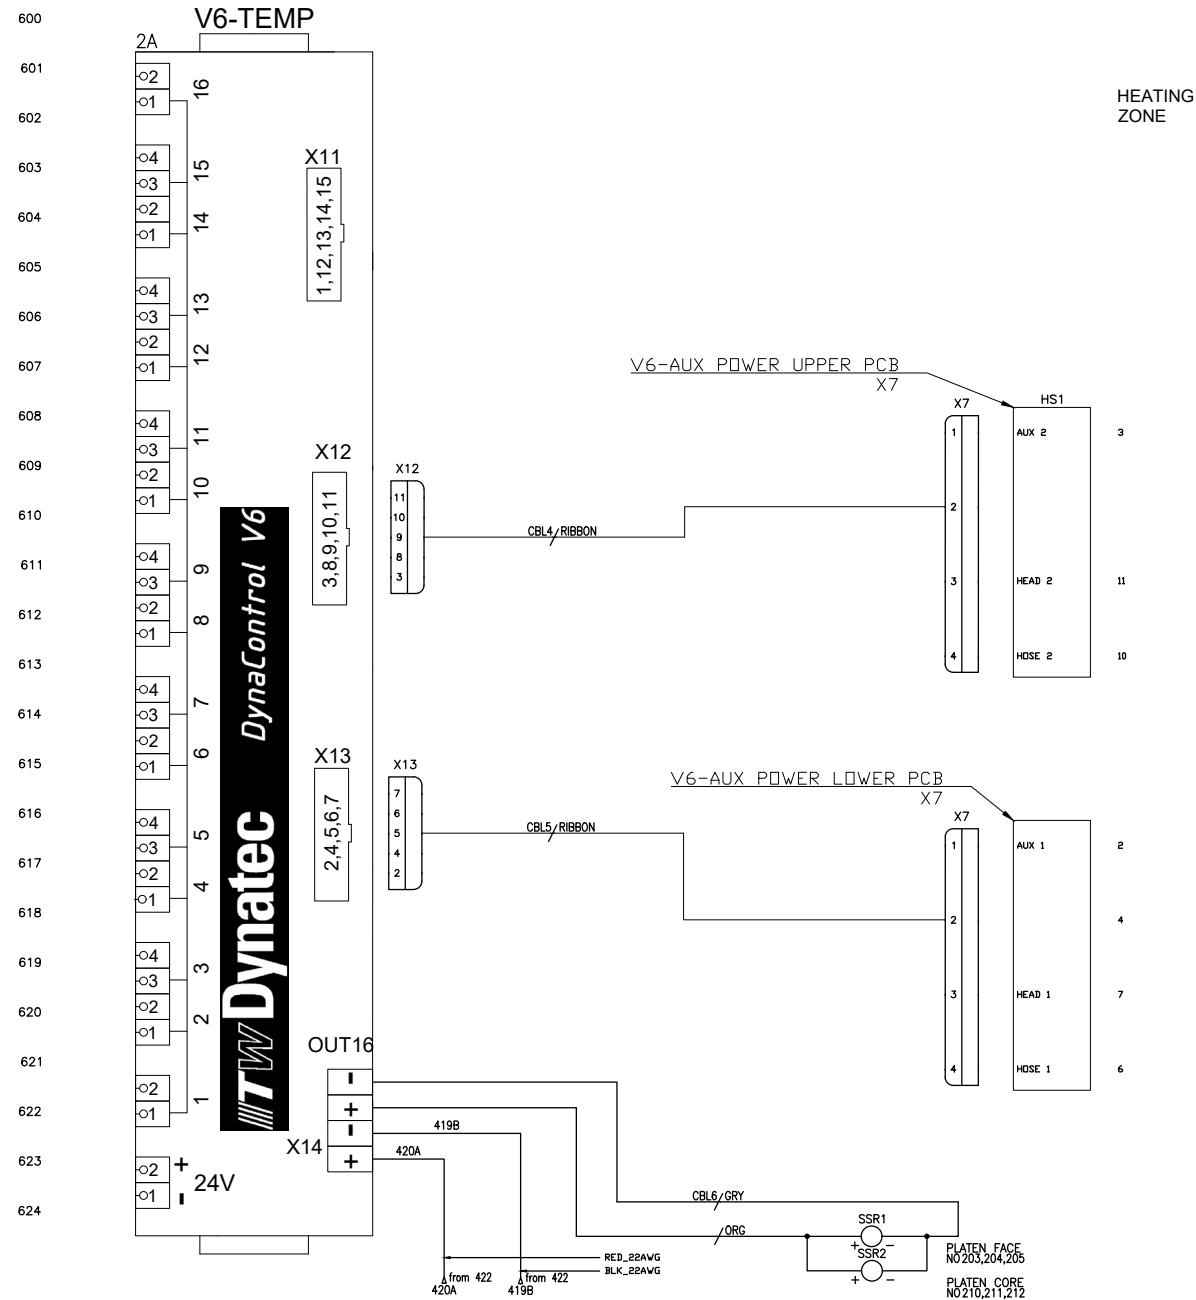 600
V6-TEMP
2A
601
2
1
16
HEATING
ZONE
602
603
4
3
2
1
15
14
X11
1,12,13,14,15
604
605
606
4
3
2
1
13
12
607
V6-AUX POWER UPPER PCB
X7
608
4
3
2
1
11
10
X12
3,8,9,10,11
X12
11
10
9
8
3
CBL4/RIBBON
X7
1
2
3
4
HS1
AUX 2
3
HEAD 2
11
HOSE 2
10
609
610
611
4
3
2
1
9
8
612
613
614
4
3
2
1
7
6
615
X13
2,4,5,6,7
X13
7
6
5
4
2
CBL5/RIBBON
V6-AUX POWER LOWER PCB
X7
X7
1
2
3
4
AUX 1
2
4
HEAD 1
7
HOSE 1
6
616
4
3
2
1
5
4
617
618
619
4
3
2
1
3
2
620
DynaControl V6
ITW Dynatec
621
2
1
1
622
OUT16
-
+
-
+
X14
419B
420A
623
2
1
+
-
24V
624
CBL6/GRY
ORG
SSR1
+ -
SSR2
+ -
PLATEN FACE
NO203,204,205
PLATEN CORE
NO210,211,212
RED_22AWG
BLK_22AWG
from 422
420A
from 422
419B